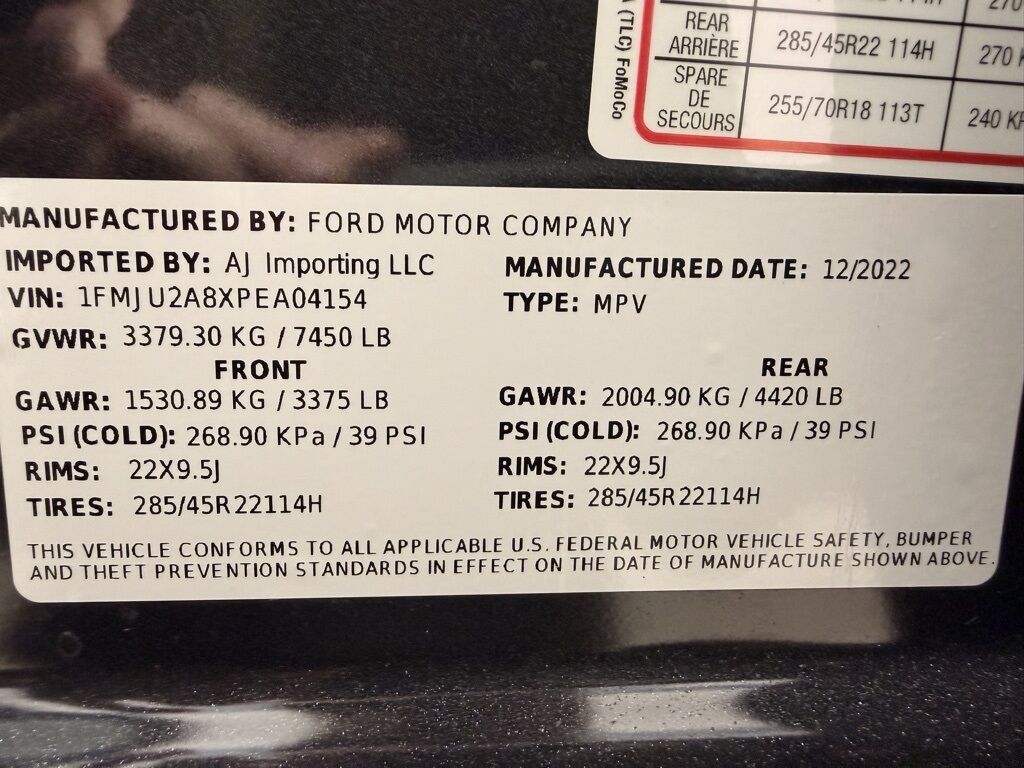 270
REAR
ARRIÈRE 285/45R22 114H 270
SPARE
DE
SECOURS 255/70R18 113T 240 KP
(TLC) FoMoCo
MANUFACTURED BY: FORD MOTOR COMPANY
IMPORTED BY: AJ Importing LLC MANUFACTURED DATE: 12/2022
VIN: 1FMJU2A8XPEA04154 TYPE: MPV
GVWR: 3379.30 KG / 7450 LB
FRONT REAR
GAWR: 1530.89 KG / 3375 LB GAWR: 2004.90 KG / 4420 LB
PSI (COLD): 268.90 KPa / 39 PSI PSI (COLD): 268.90 KPa / 39 PSI
RIMS: 22X9.5J RIMS: 22X9.5J
TIRES: 285/45R22114H TIRES: 285/45R22114H
THIS VEHICLE CONFORMS TO ALL APPLICABLE U.S. FEDERAL MOTOR VEHICLE SAFETY, BUMPER
AND THEFT PREVENTION STANDARDS IN EFFECT ON THE DATE OF MANUFACTURE SHOWN ABOVE.